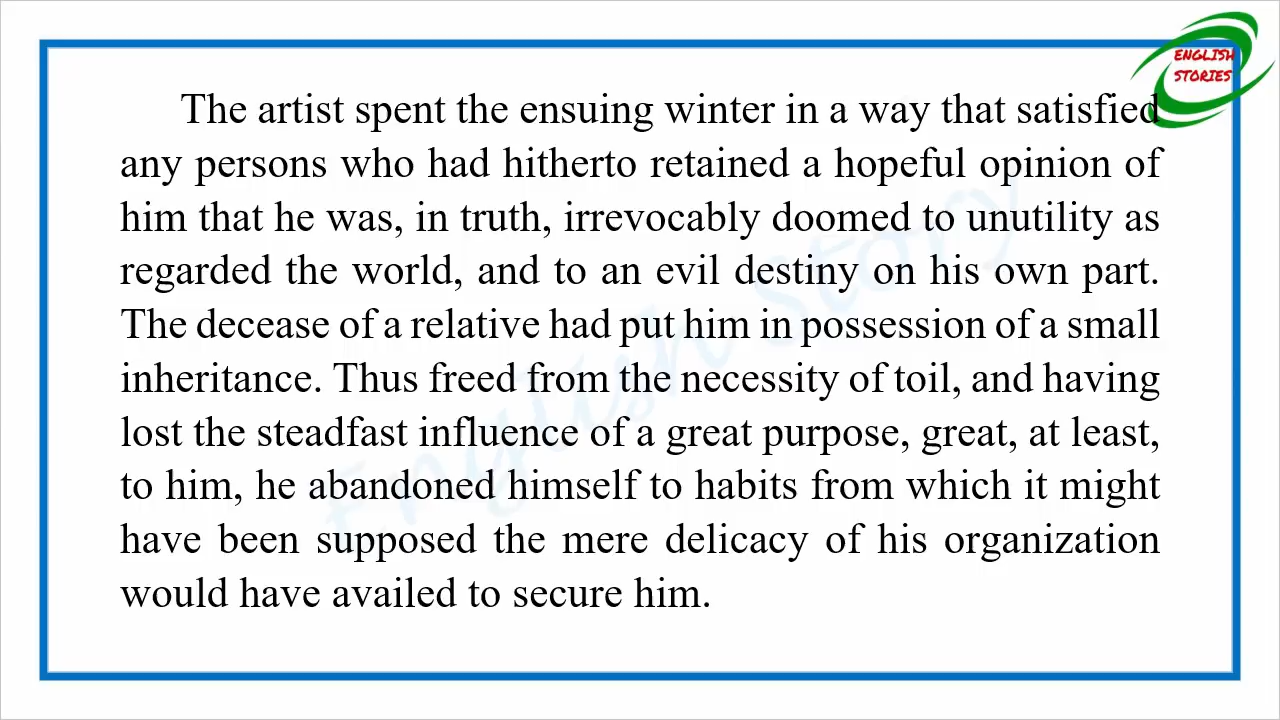 ENGLISH
STORIES
The artist spent the ensuing winter in a way that satisfied
any persons who had hitherto retained a hopeful opinion of
him that he was, in truth, irrevocably doomed to unutility as
regarded the world, and to an evil destiny on his own part.
The decease of a relative had put him in possession of a small
inheritance. Thus freed from the necessity of toil, and having
lost the steadfast influence of a great purpose, great, at least,
to him, he abandoned himself to habits from which it might
have been supposed the mere delicacy of his organization
would have availed to secure him.
English Story